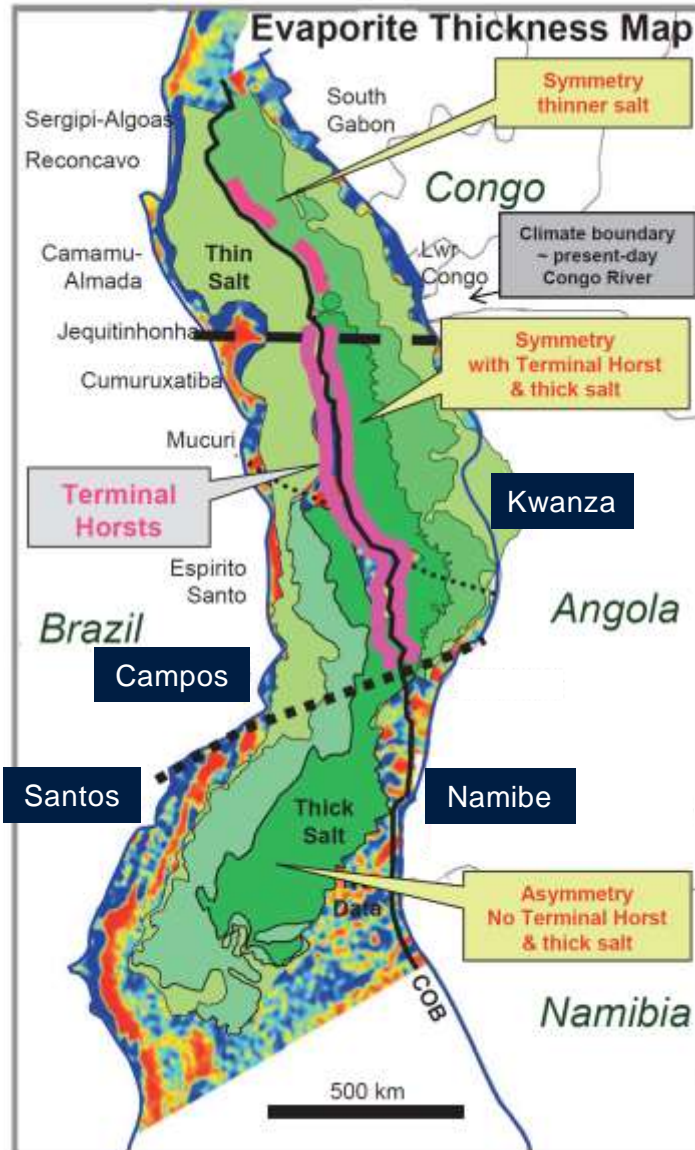 Evaporite Thickness Map
Symmetry
thinner salt
South
Gabon
Sergipi-Algoas
Reconcavo
Congo
Climate boundary
~ present-day
Congo River
Lwr
Congo
Camamu-
Almada
Thin
Salt
Jequitinhonha
Symmetry
with Terminal Horst
& thick salt
Cumuruxatiba
Mucuri
Terminal
Horsts
Kwanza
Espirito
Santo
Angola
Brazil
Campos
Santos
Namibe
Thick
Salt
Data
Asymmetry
No Terminal Horst
& thick salt
COB
Namibia
500 km